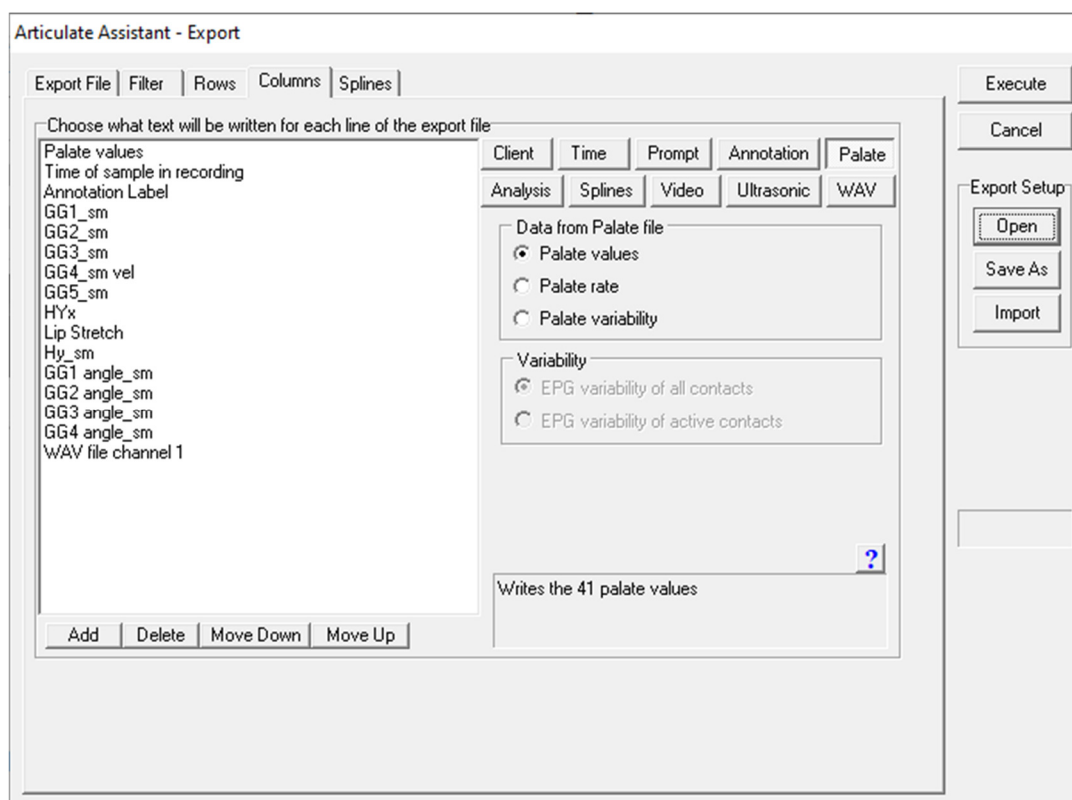 Articulate Assistant - Export
Export File Filter Rows Columns Splines
Choose what text will be written for each line of the export file
Palate values
Time of sample in recording
Annotation Label
GG1_sm
GG2_sm
GG3_sm
GG4_sm vel
GG5_sm
HYx
Lip Stretch
Hy_sm
GG1 angle_sm
GG2 angle_sm
GG3 angle_sm
GG4 angle_sm
WAV file channel 1
Add Delete Move Down Move Up
Client Time Prompt Annotation Palate
Analysis Splines Video Ultrasonic WAV
Data from Palate file
Palate values
Palate rate
Palate variability
Variability
EPG variability of all contacts
EPG variability of active contacts
?
Writes the 41 palate values
Execute
Cancel
Export Setup
Open
Save As
Import